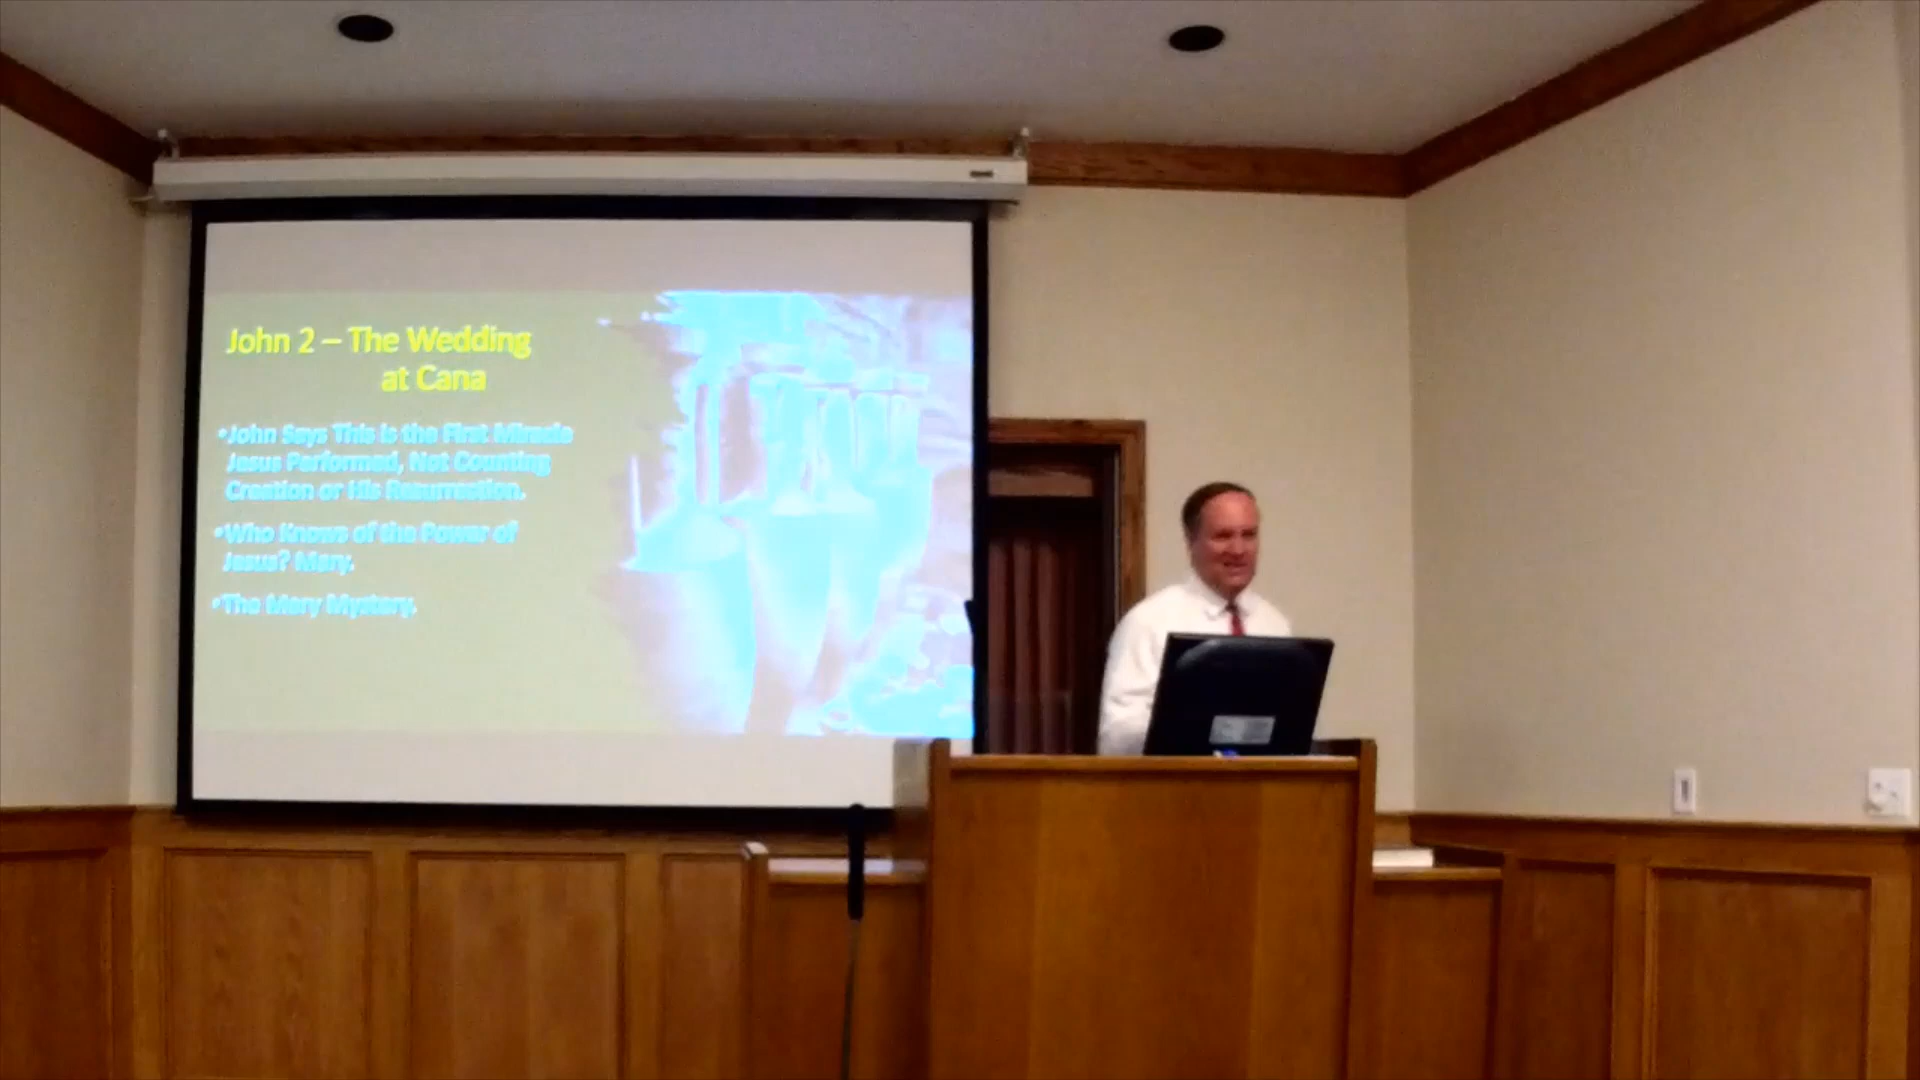 John 2 – The Wedding
at Cana
•John Says This is the First Miracle
Jesus Performed, Not Counting
Creation or His Resurrection.
•Who Knows of the Power of
Jesus? Mary.
•The Mary Mystery.